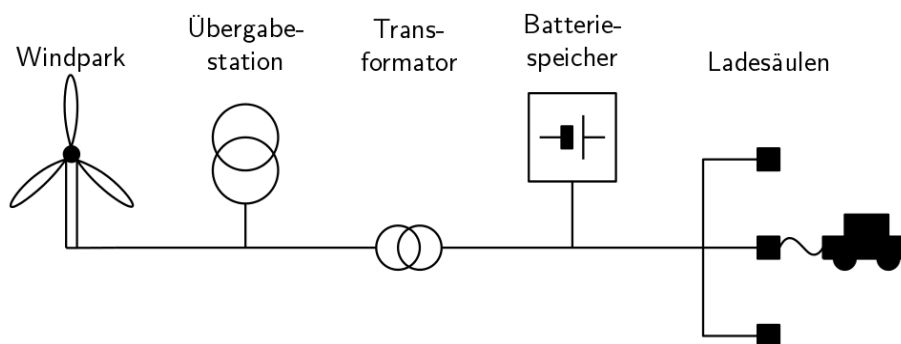 Windpark
Übergabe-
station
Trans-
formator
Batterie-
speicher
Ladesäulen